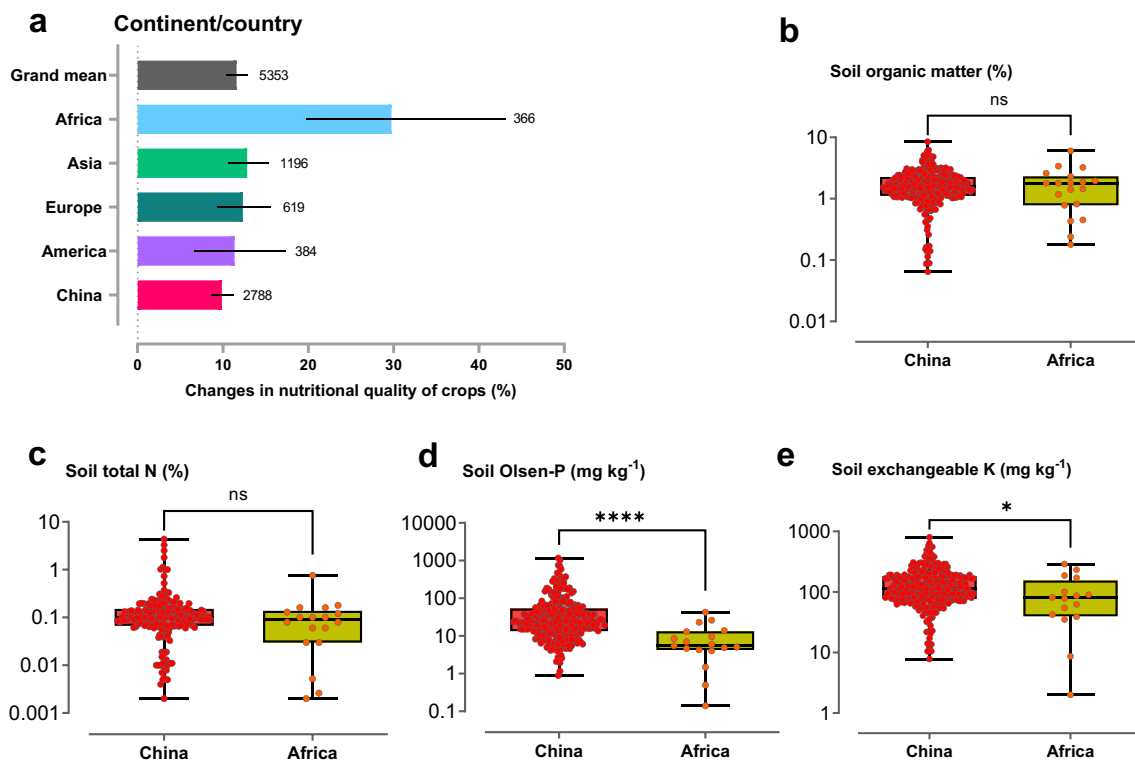 a
Continent/country
Grand mean
5353
Africa
366
Asia
1196
Europe
619
America
384
China
2788
0 10 20 30 40 50
Changes in nutritional quality of crops (%)
b
Soil organic matter (%)
ns
10
1
0.1
0.01
China Africa
c
Soil total N (%)
ns
10
1
0.1
0.01
0.001
China Africa
d
Soil Olsen-P (mg kg⁻¹)
****
10000
1000
100
10
1
0.1
China Africa
e
Soil exchangeable K (mg kg⁻¹)
*
1000
100
10
1
China Africa